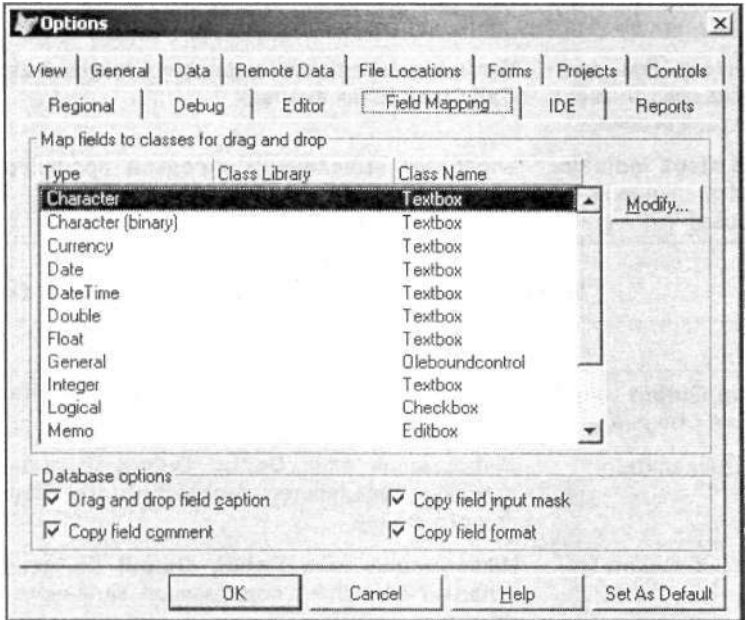 Options
View General Data Remote Data File Locations Forms Projects Controls
Regional Debug Editor Field Mapping IDE Reports
Map fields to classes for drag and drop
Type Class Library Class Name
Character Textbox
Modify...
Character (binary) Textbox
Currency Textbox
Date Textbox
DateTime Textbox
Double Textbox
Float Textbox
General Oleboundcontrol
Integer Textbox
Logical Checkbox
Memo Editbox
Database options
Drag and drop field caption Copy field input mask
Copy field comment Copy field format
OK Cancel Help Set As Default